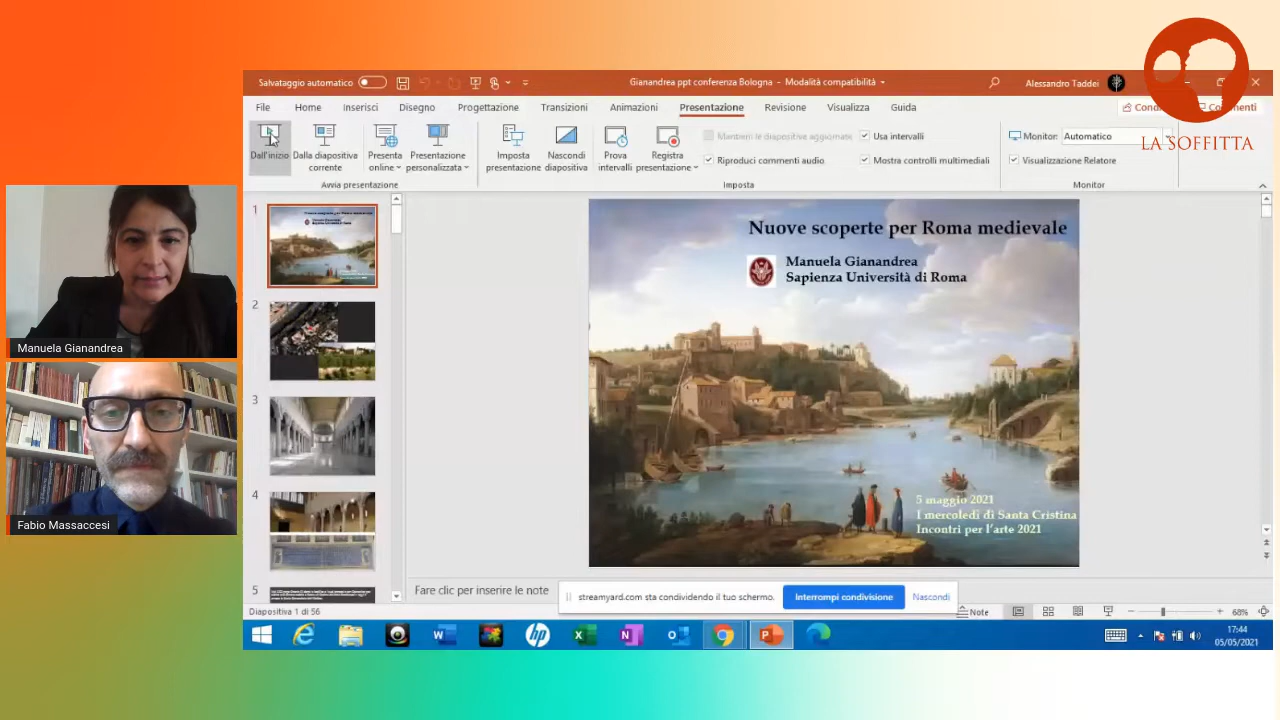 Salvataggio automatico
Gianandrea ppt conferenza Bologna - Modalità compatibilità
Alessandro Taddei
File Home Inserisci Disegno Progettazione Transizioni Animazioni Presentazione Revisione Visualizza Guida
Dall'inizio
Dalla diapositiva corrente
Presenta online
Presentazione personalizzata
Avvia presentazione
Imposta presentazione
Nascondi diapositiva
Prova intervalli
Registra presentazione
Mantieni le diapositive aggiornate
Riproduci commenti audio
Usa intervalli
Mostra controlli multimediali
Imposta
Monitor: Automatico
Visualizzazione Relatore
Monitor
LA SOFFITTA
Manuela Gianandrea
Fabio Massaccesi
1
2
3
4
5
Nuove scoperte per Roma medievale
Manuela Gianandrea
Sapienza Università di Roma
5 maggio 2021
I mercoledì di Santa Cristina
Incontri per l'arte 2021
Fare clic per inserire le note
streamyard.com sta condividendo il tuo schermo.
Interrompi condivisione
Nascondi
Diapositiva 1 di 56
Note
68%
17:44
05/05/2021